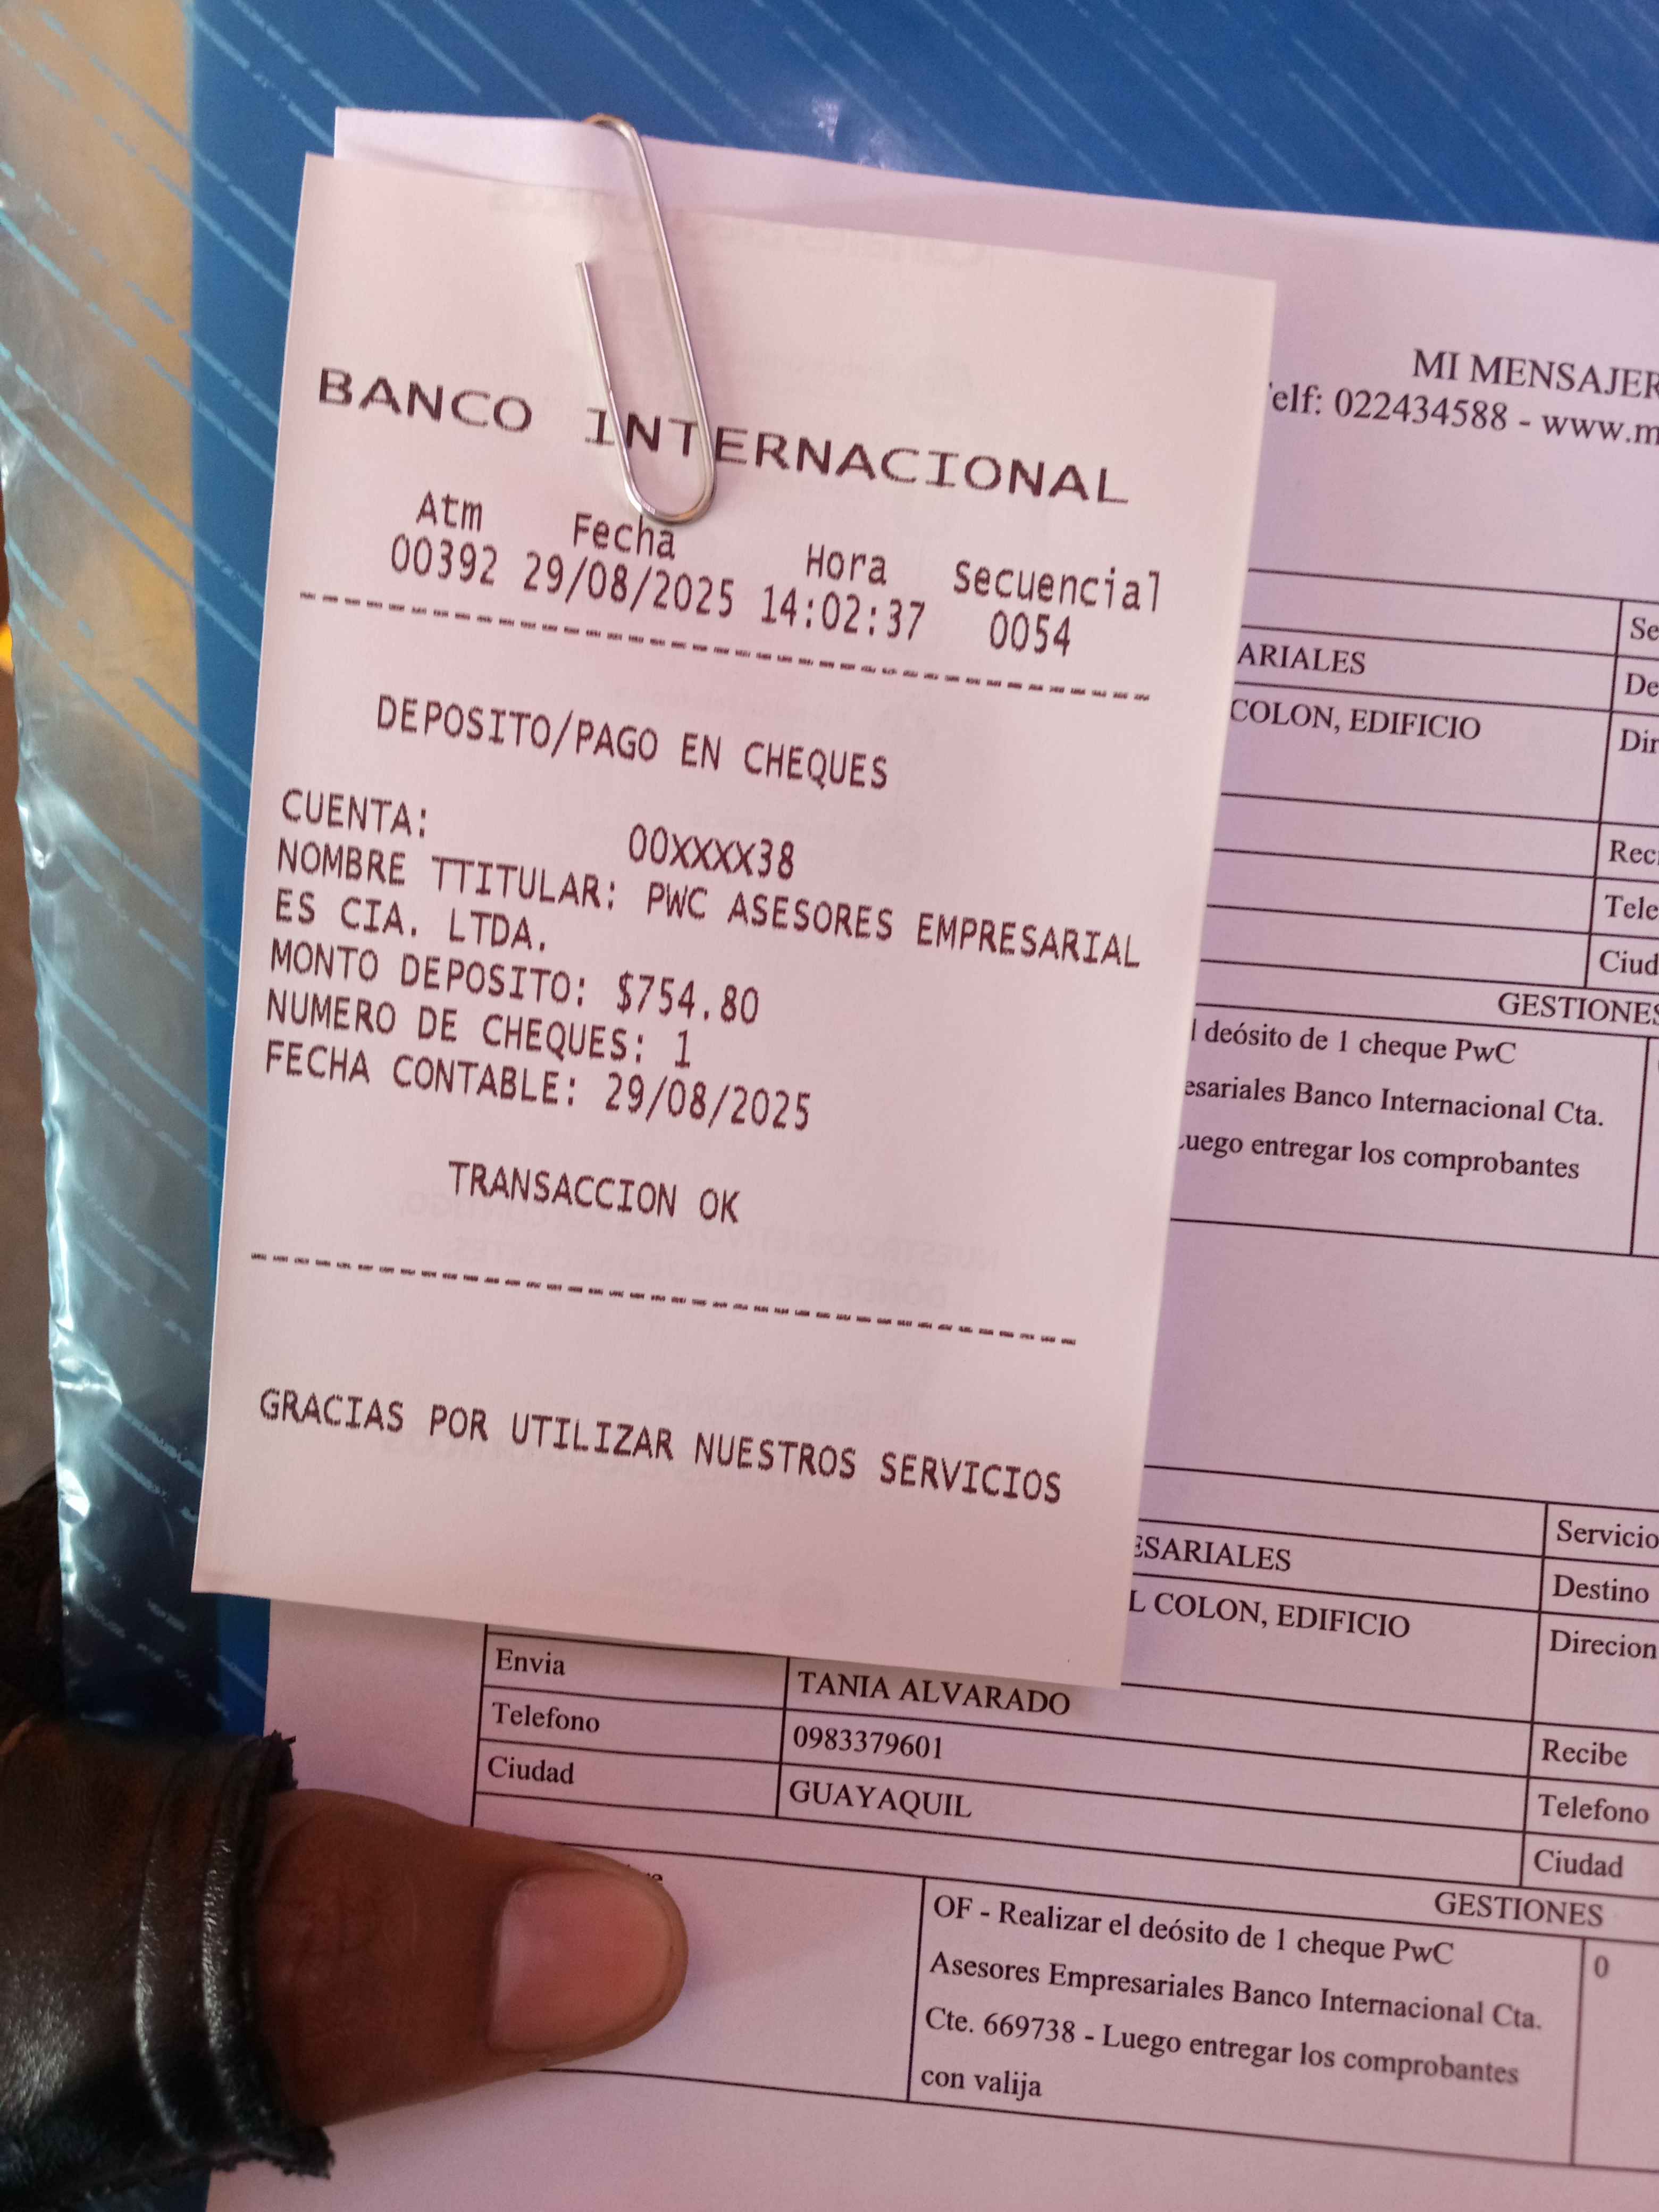 BANCO INTERNACIONAL
Atm Fecha Hora Secuencial
00392 29/08/2025 14:02:37 0054
DEPOSITO/PAGO EN CHEQUES
CUENTA: 00XXXX38
NOMBRE TTITULAR: PWC ASESORES EMPRESARIAL
ES CIA. LTDA.
MONTO DEPOSITO: $754.80
NUMERO DE CHEQUES: 1
FECHA CONTABLE: 29/08/2025
TRANSACCION OK
GRACIAS POR UTILIZAR NUESTROS SERVICIOS
MI MENSAJER
elf: 022434588 - www.m
Se
ARIALES De
COLON, EDIFICIO Dir
Rec
Tele
Ciud
GESTIONES
l deósito de 1 cheque PwC
esariales Banco Internacional Cta.
Luego entregar los comprobantes
Servicio
ESARIALES Destino
L COLON, EDIFICIO Direcion
Envia TANIA ALVARADO Recibe
Telefono 0983379601 Telefono
Ciudad GUAYAQUIL Ciudad
GESTIONES
OF - Realizar el deósito de 1 cheque PwC 0
Asesores Empresariales Banco Internacional Cta.
Cte. 669738 - Luego entregar los comprobantes
con valija